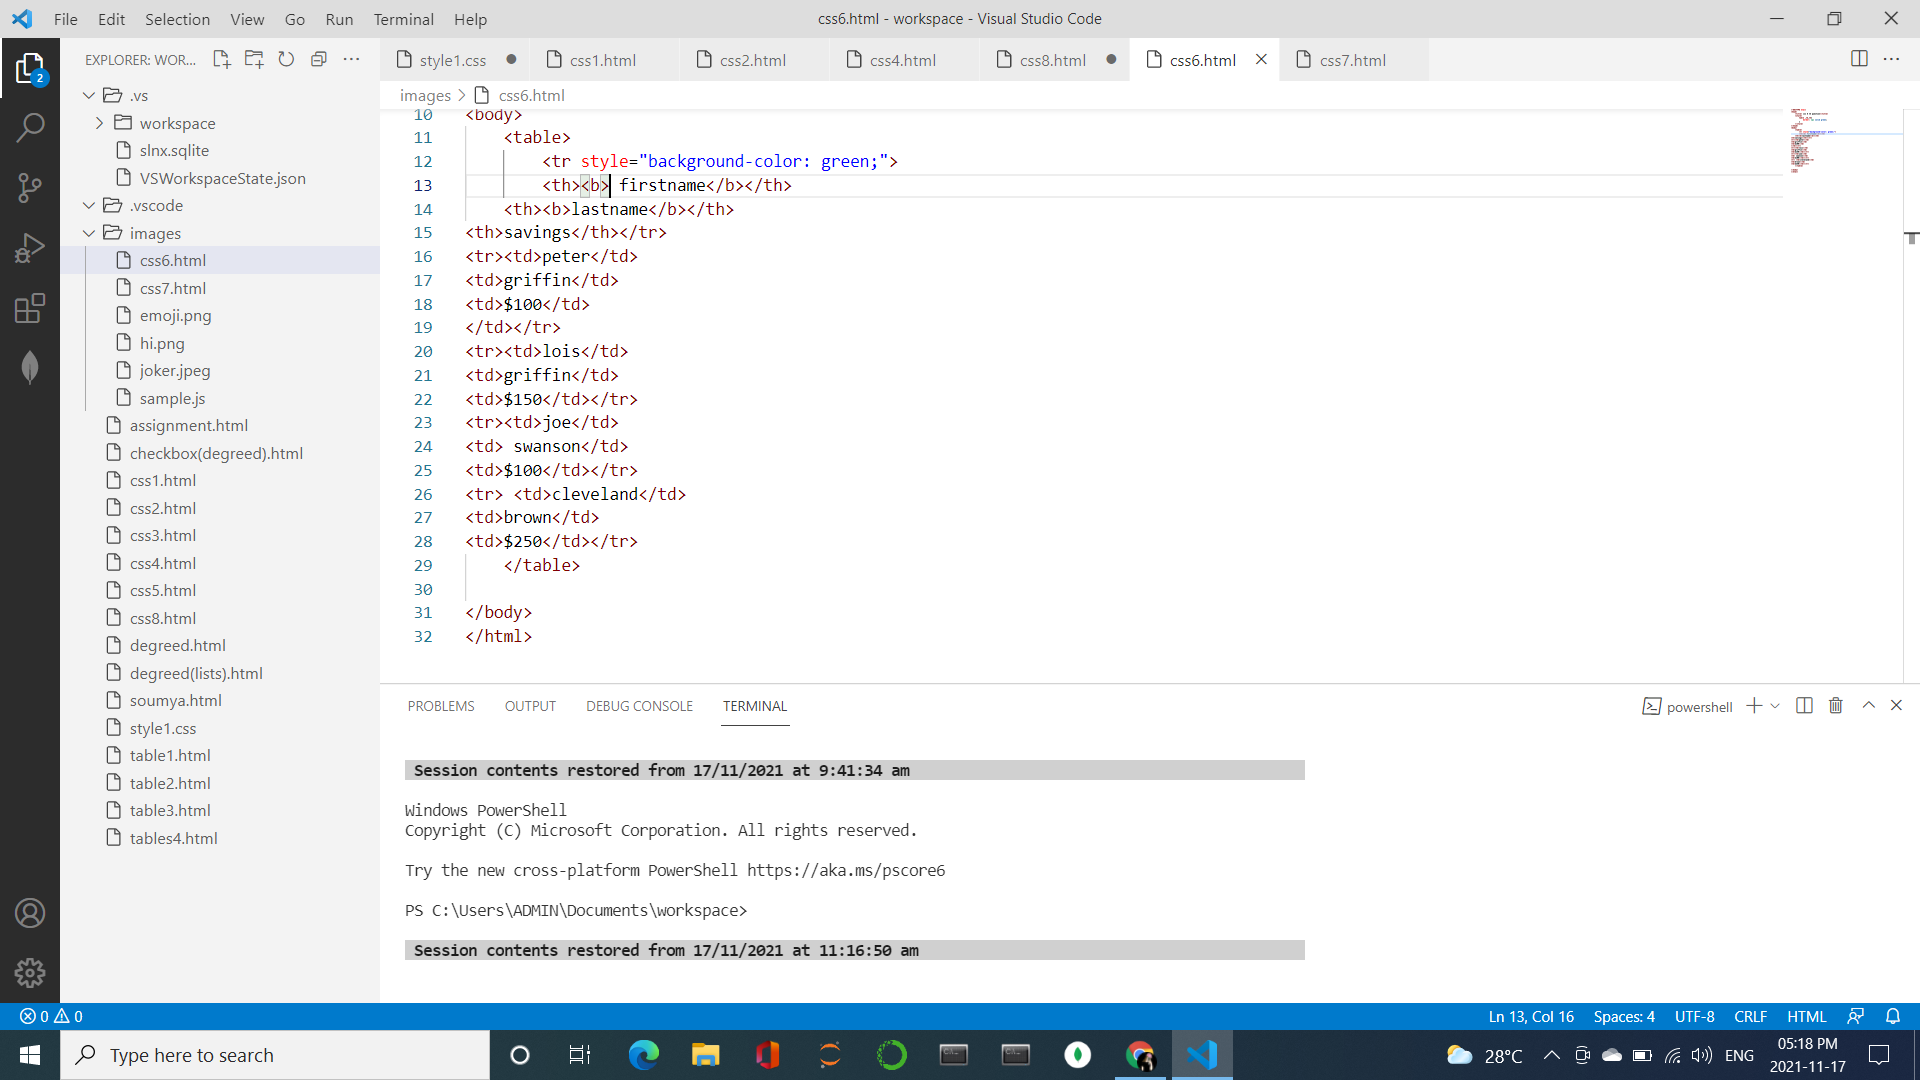 File Edit Selection View Go Run Terminal Help
css6.html - workspace - Visual Studio Code
EXPLORER: WOR...
style1.css css1.html css2.html css4.html css8.html css6.html css7.html
images > css6.html
2
.vs
workspace
slnx.sqlite
VSWorkspaceState.json
.vscode
images
css6.html
css7.html
emoji.png
hi.png
joker.jpeg
sample.js
assignment.html
checkbox(degreed).html
css1.html
css2.html
css3.html
css4.html
css5.html
css8.html
degreed.html
degreed(lists).html
soumya.html
style1.css
table1.html
table2.html
table3.html
tables4.html
10 <body>
11 <table>
12 <tr style="background-color: green;">
13 <th><b> firstname</b></th>
14 <th><b>lastname</b></th>
15 <th>savings</th></tr>
16 <tr><td>peter</td>
17 <td>griffin</td>
18 <td>$100</td>
19 </td></tr>
20 <tr><td>lois</td>
21 <td>griffin</td>
22 <td>$150</td></tr>
23 <tr><td>joe</td>
24 <td> swanson</td>
25 <td>$100</td></tr>
26 <tr> <td>cleveland</td>
27 <td>brown</td>
28 <td>$250</td></tr>
29 </table>
30
31 </body>
32 </html>
PROBLEMS OUTPUT DEBUG CONSOLE TERMINAL
powershell
Session contents restored from 17/11/2021 at 9:41:34 am
Windows PowerShell
Copyright (C) Microsoft Corporation. All rights reserved.
Try the new cross-platform PowerShell https://aka.ms/pscore6
PS C:\Users\ADMIN\Documents\workspace>
Session contents restored from 17/11/2021 at 11:16:50 am
0 0
Ln 13, Col 16 Spaces: 4 UTF-8 CRLF HTML
Type here to search
28°C
ENG
05:18 PM
2021-11-17